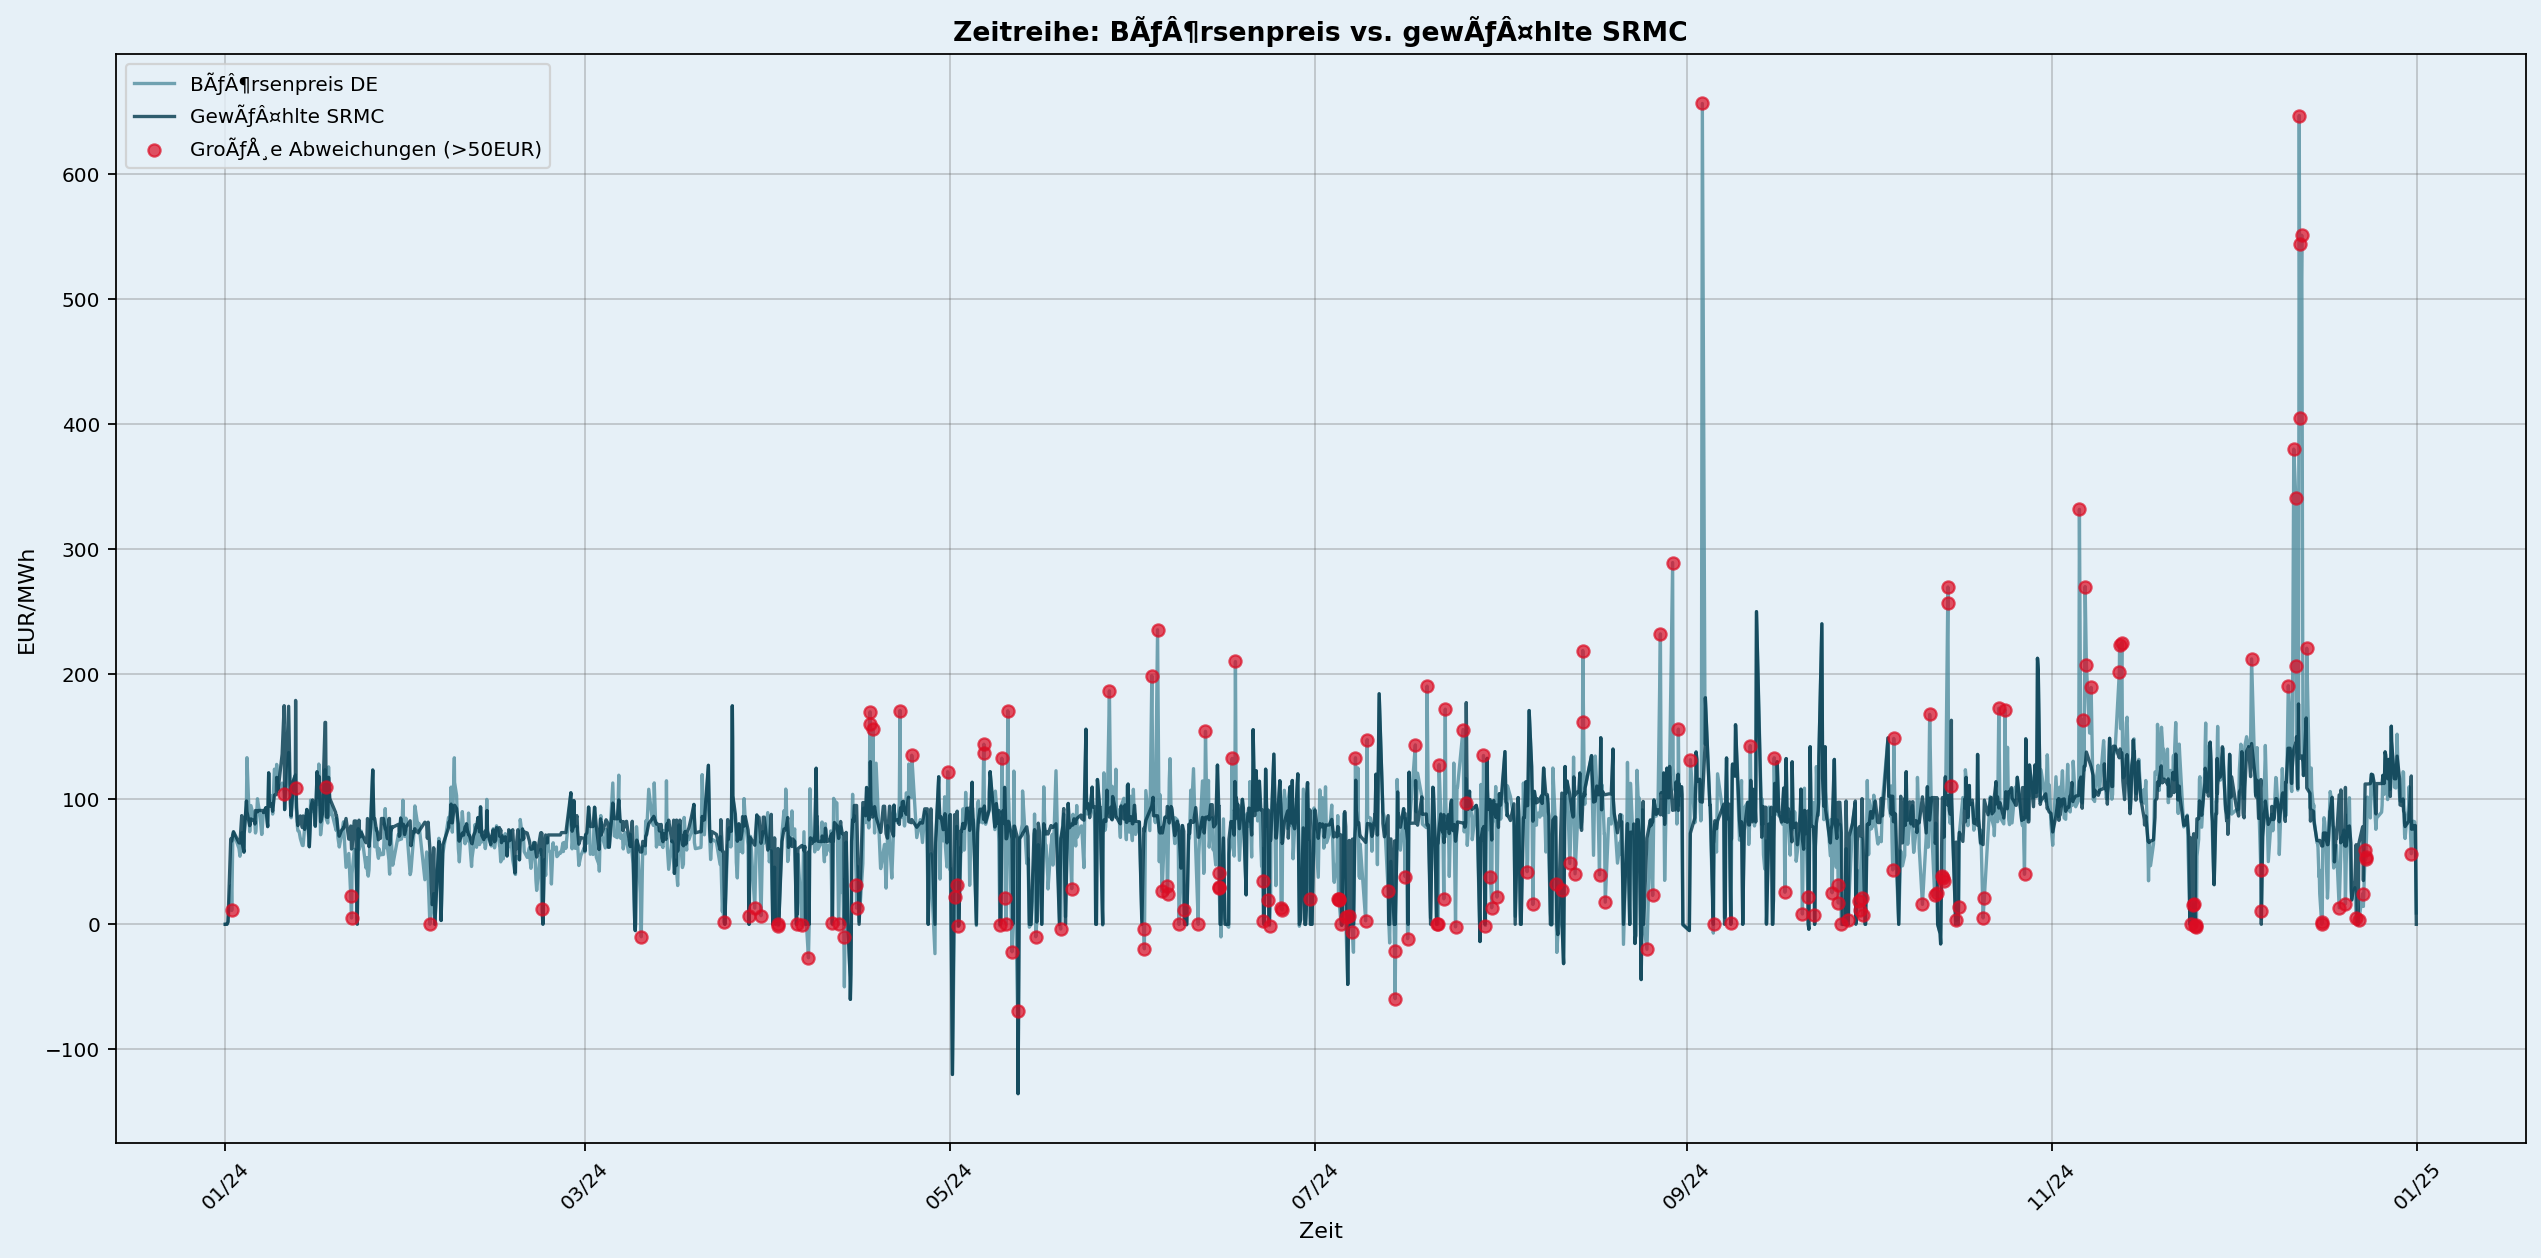 Zeitreihe: BÃƒÂ¶rsenpreis vs. gewÃƒÂ¤hlte SRMC
BÃƒÂ¶rsenpreis DE
GewÃƒÂ¤hlte SRMC
GroÃƒÅ¸e Abweichungen (>50EUR)
600
500
400
300
200
100
0
−100
EUR/MWh
01/24
03/24
05/24
07/24
09/24
11/24
01/25
Zeit